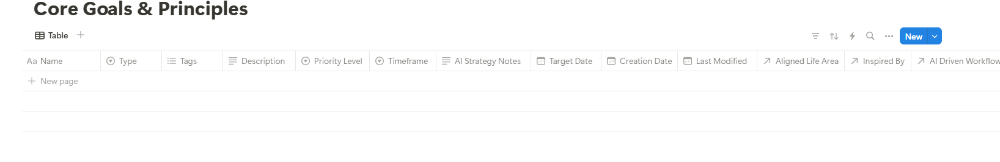 Core Goals & Principles
Table
New
Aa Name Type Tags Description Priority Level Timeframe AI Strategy Notes Target Date Creation Date Last Modified Aligned Life Area Inspired By AI Driven Workflow
New page